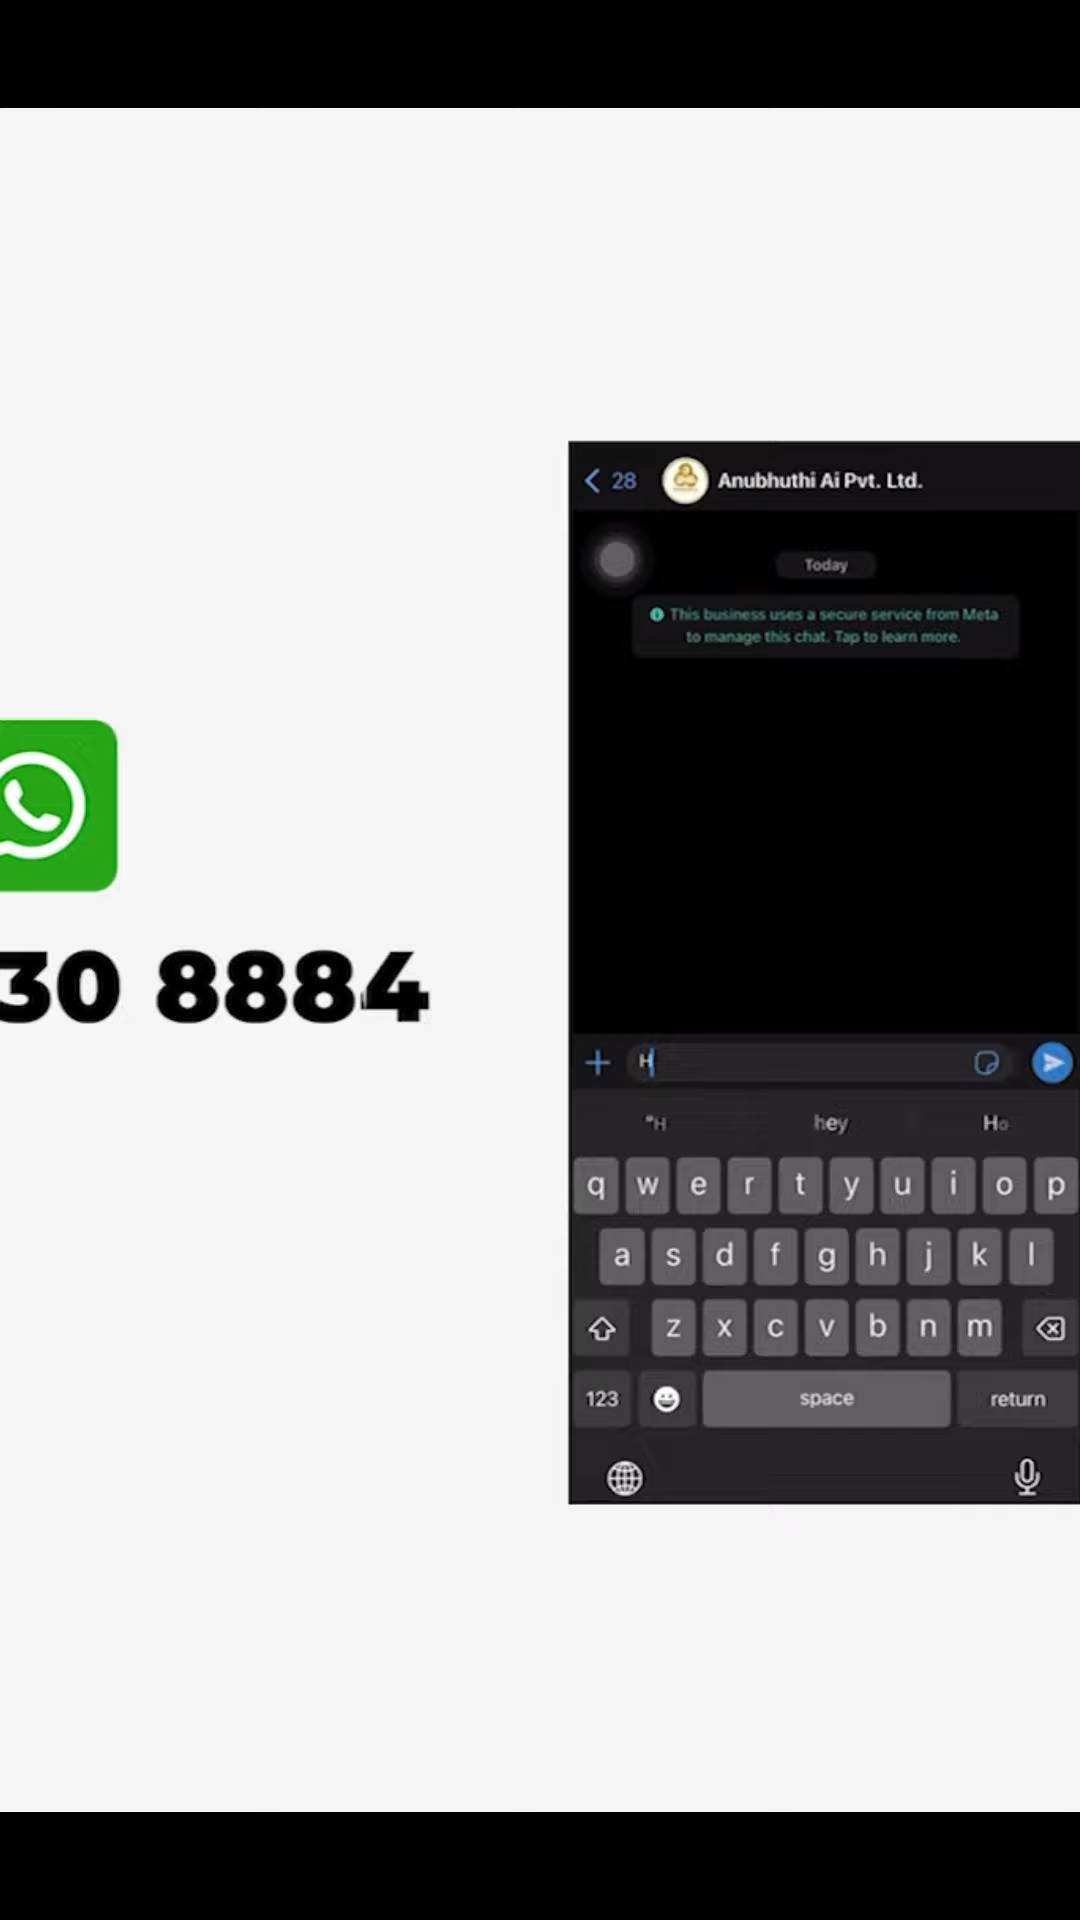 30 8884
28
Anubhuthi Ai Pvt. Ltd.
Today
This business uses a secure service from Meta
to manage this chat. Tap to learn more.
H
"H hey Ho
q w e r t y u i o p
a s d f g h j k l
z x c v b n m
123 space return